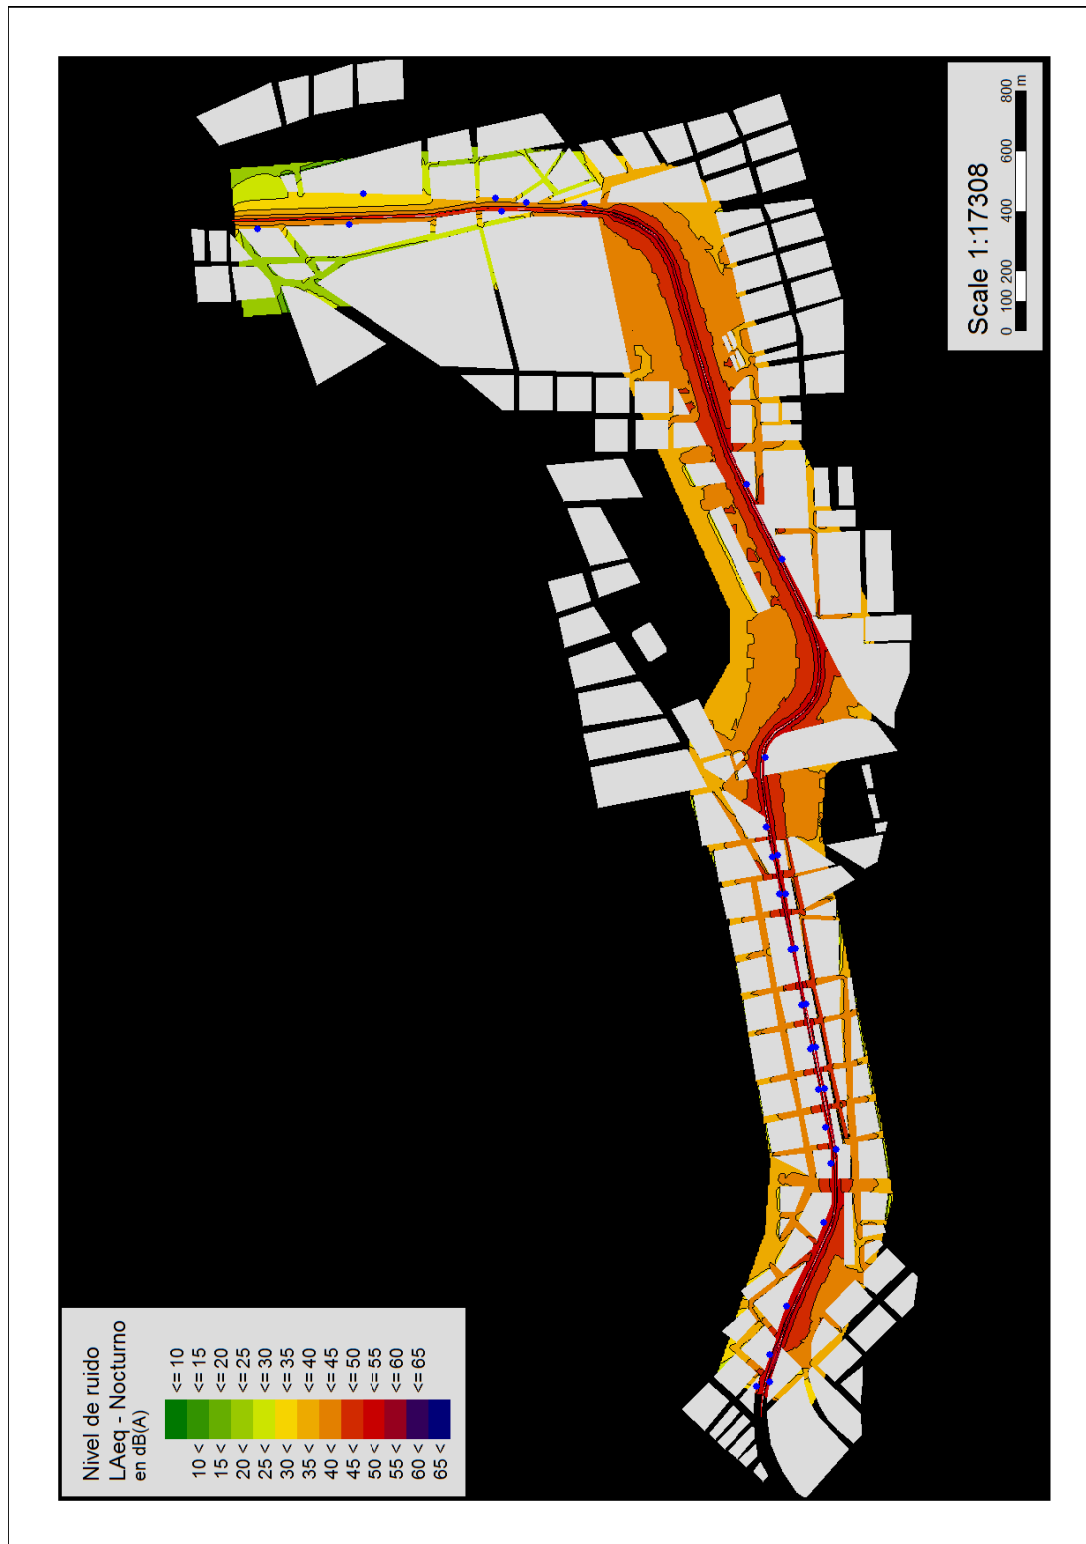 Scale 1:17308
0 100 200 400 600 800
m
Nivel de ruido
LAeq - Nocturno
en dB(A)
<= 10
10 < <= 15
15 < <= 20
20 < <= 25
25 < <= 30
30 < <= 35
35 < <= 40
40 < <= 45
45 < <= 50
50 < <= 55
55 < <= 60
60 < <= 65
65 <